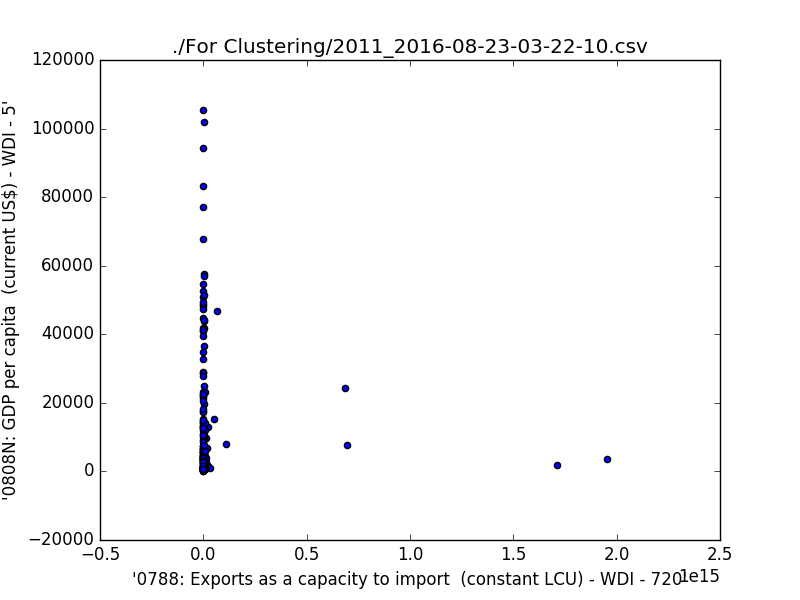 ./For Clustering/2011_2016-08-23-03-22-10.csv
120000
100000
80000
60000
40000
20000
0
−20000
'0808N: GDP per capita  (current US$) - WDI - 5'
−0.5 0.0 0.5 1.0 1.5 2.0 2.5
1e15
'0788: Exports as a capacity to import  (constant LCU) - WDI - 720